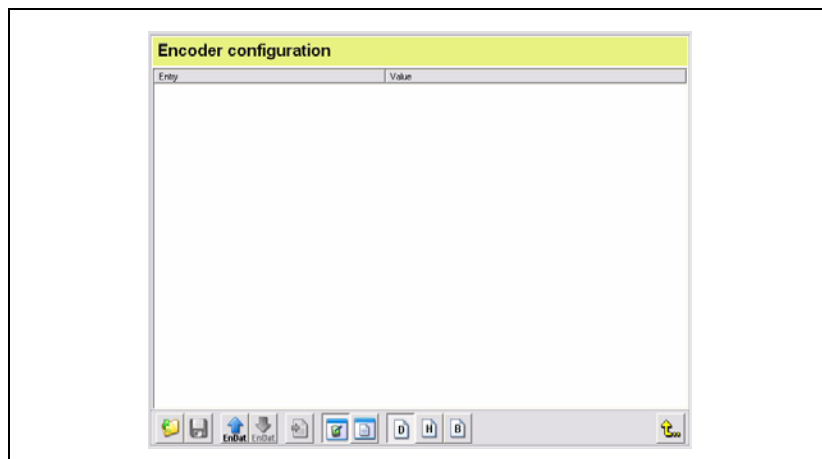 Encoder configuration
Entry Value
EnDat EnDat D H B